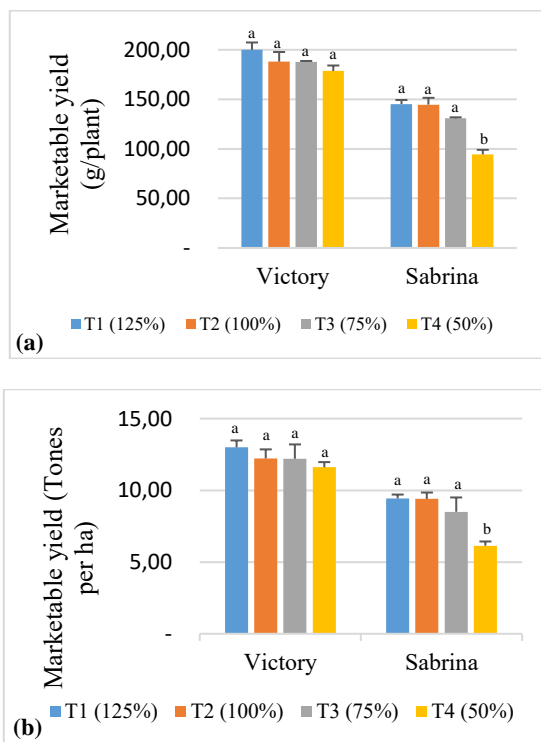 Marketable yield
(g/plant)
200,00
150,00
100,00
50,00
-
a a a a
a a a b
Victory Sabrina
T1 (125%) T2 (100%) T3 (75%) T4 (50%)
(a)
Marketable yield (Tones
per ha)
15,00
10,00
5,00
-
a a a a
a a a b
Victory Sabrina
T1 (125%) T2 (100%) T3 (75%) T4 (50%)
(b)